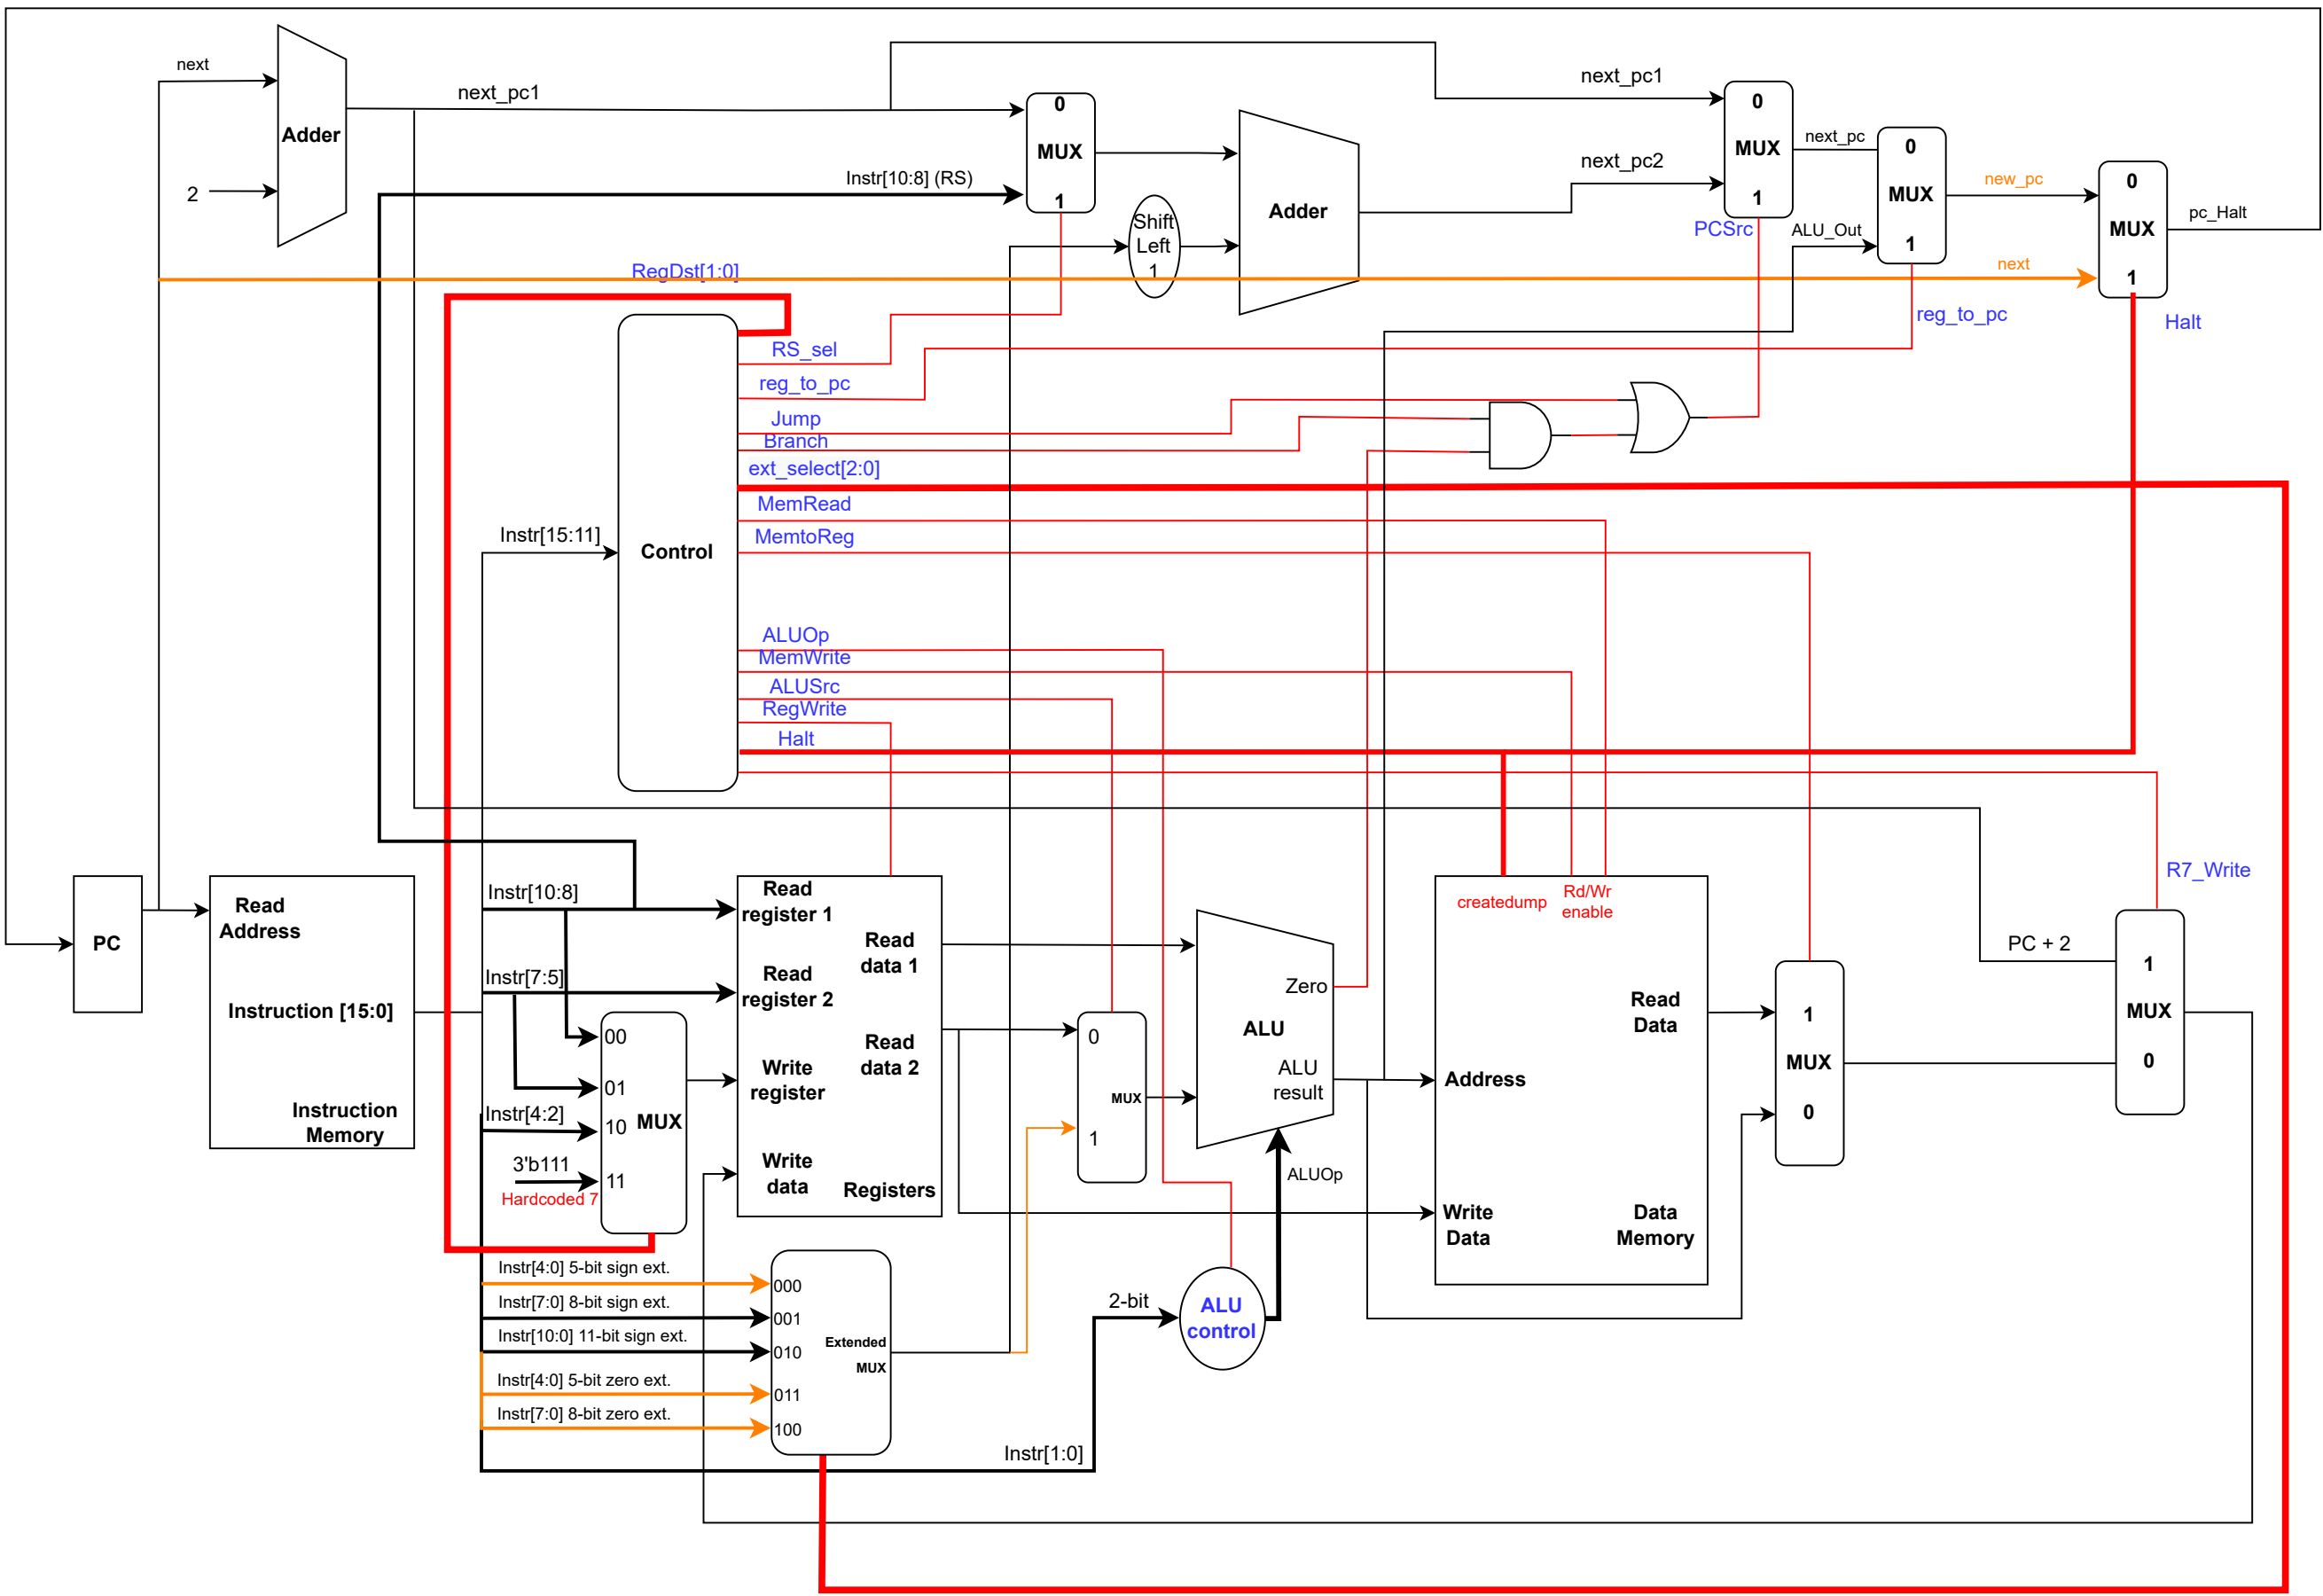 next
Adder
2
next_pc1
Instr[10:8] (RS)
0
MUX
1
Shift
Left
1
Adder
next_pc1
next_pc2
0
MUX
1
PCSrc
next_pc
ALU_Out
0
MUX
1
reg_to_pc
new_pc
next
0
MUX
1
Halt
pc_Halt
RegDst[1:0]
RS_sel
reg_to_pc
Jump
Branch
ext_select[2:0]
MemRead
MemtoReg
Instr[15:11]
Control
ALUOp
MemWrite
ALUSrc
RegWrite
Halt
PC
Read
Address
Instruction [15:0]
Instruction
Memory
Instr[10:8]
Instr[7:5]
Instr[4:2]
3'b111
Hardcoded 7
00
01
10
11
MUX
Read
register 1
Read
register 2
Write
register
Write
data
Read
data 1
Read
data 2
Registers
0
MUX
1
Zero
ALU
ALU
result
ALUOp
createdump
Rd/Wr
enable
Read
Data
Address
Write
Data
Data
Memory
1
MUX
0
R7_Write
PC + 2
1
MUX
0
Instr[4:0] 5-bit sign ext.
Instr[7:0] 8-bit sign ext.
Instr[10:0] 11-bit sign ext.
Instr[4:0] 5-bit zero ext.
Instr[7:0] 8-bit zero ext.
000
001
010
011
100
Extended
MUX
2-bit
ALU
control
Instr[1:0]